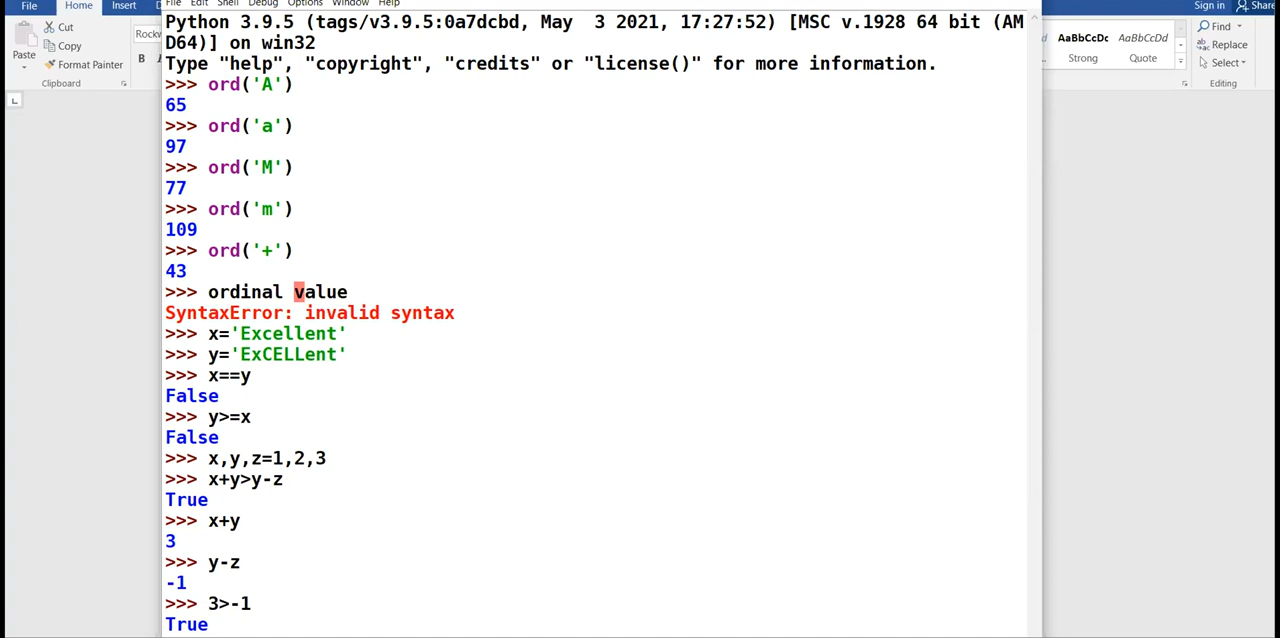 File Home Insert
File Edit Shell Debug Options Window Help
Sign in Share
Cut
Copy
Format Painter
Paste
Clipboard
Rockw
B I
AaBbCcDc AaBbCcDd
Strong Quote
Find
Replace
Select
Editing
Python 3.9.5 (tags/v3.9.5:0a7dcbd, May  3 2021, 17:27:52) [MSC v.1928 64 bit (AM
D64)] on win32
Type "help", "copyright", "credits" or "license()" for more information.
>>> ord('A')
65
>>> ord('a')
97
>>> ord('M')
77
>>> ord('m')
109
>>> ord('+')
43
>>> ordinal value
SyntaxError: invalid syntax
>>> x='Excellent'
>>> y='ExCELLent'
>>> x==y
False
>>> y>=x
False
>>> x,y,z=1,2,3
>>> x+y>y-z
True
>>> x+y
3
>>> y-z
-1
>>> 3>-1
True